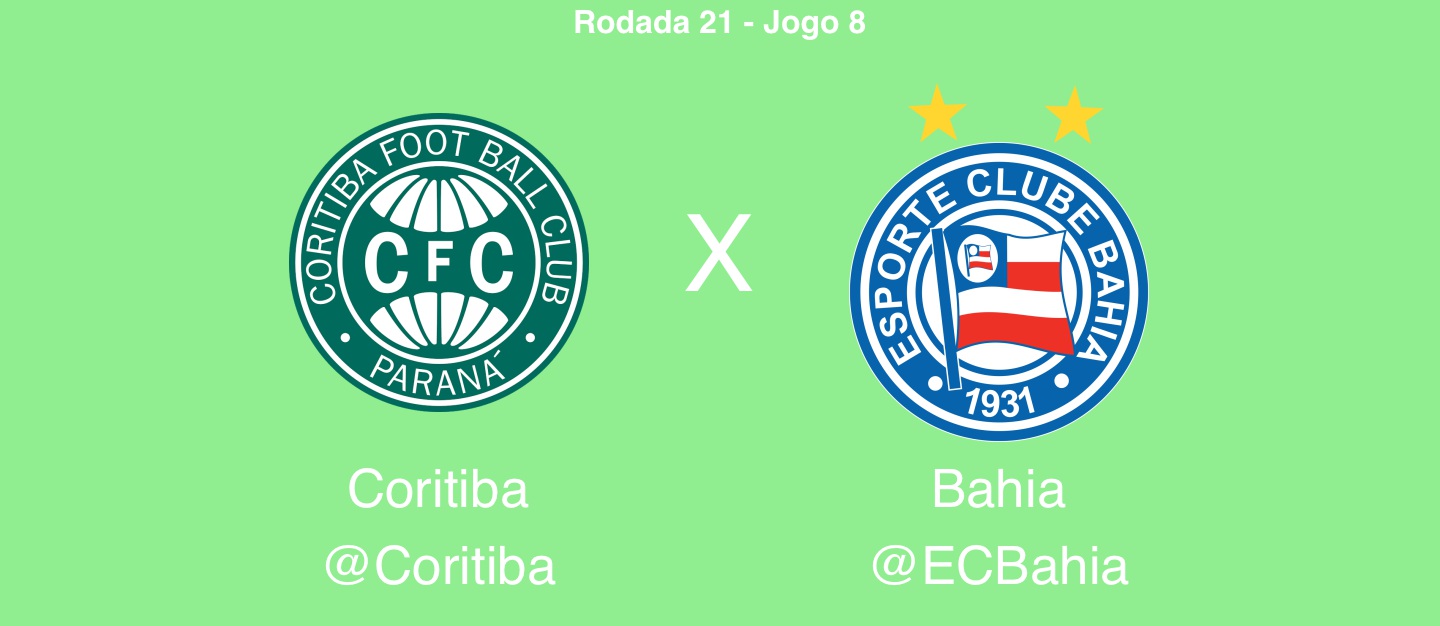 Rodada 21 - Jogo 8
CORITIBA FOOT BALL CLUB
CFC
PARANÁ
X
ESPORTE CLUBE BAHIA
1931
Coritiba
Bahia
@Coritiba
@ECBahia